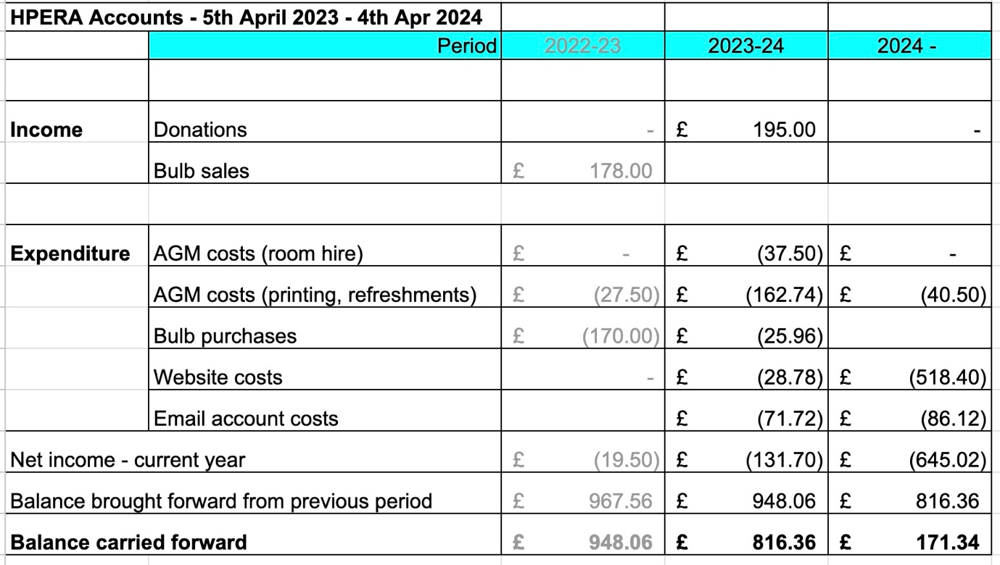 HPERA Accounts - 5th April 2023 - 4th Apr 2024
Period 2022-23 2023-24 2024 -
Income Donations - £ 195.00 -
Bulb sales £ 178.00
Expenditure AGM costs (room hire) £ - £ (37.50) £ -
AGM costs (printing, refreshments) £ (27.50) £ (162.74) £ (40.50)
Bulb purchases £ (170.00) £ (25.96)
Website costs - £ (28.78) £ (518.40)
Email account costs £ (71.72) £ (86.12)
Net income - current year £ (19.50) £ (131.70) £ (645.02)
Balance brought forward from previous period £ 967.56 £ 948.06 £ 816.36
Balance carried forward £ 948.06 £ 816.36 £ 171.34